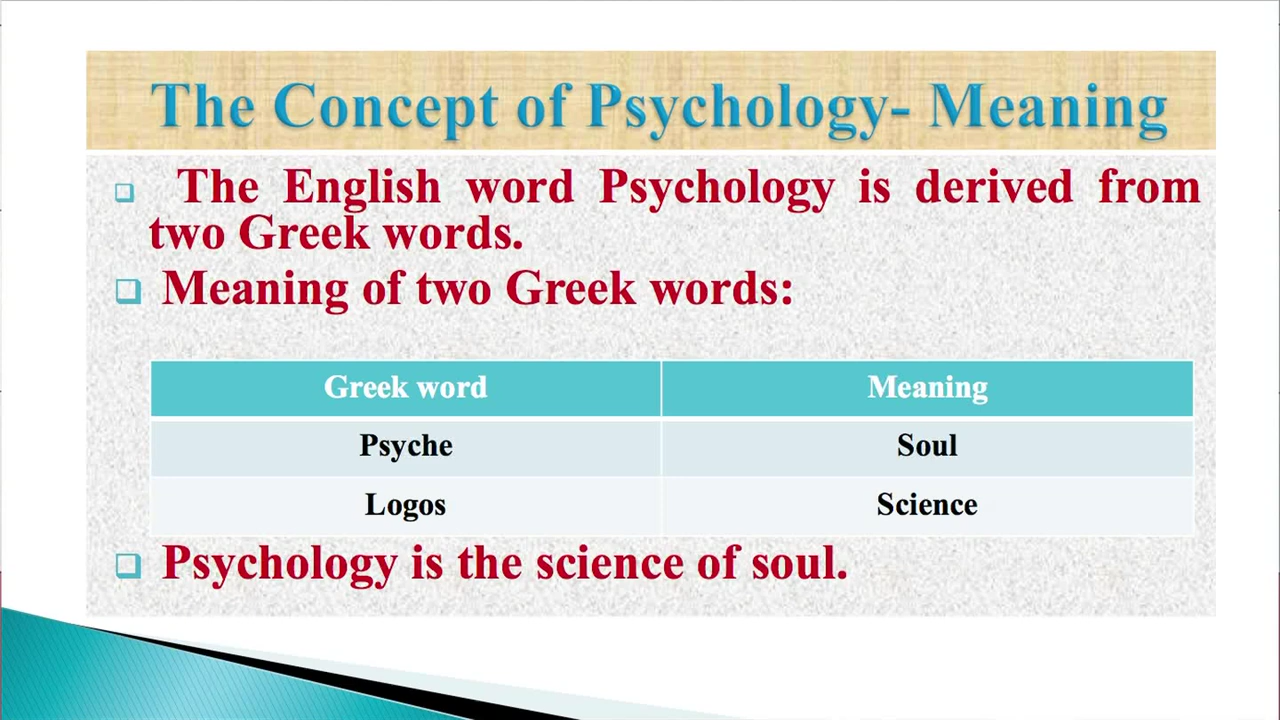 The Concept of Psychology- Meaning
The English word Psychology is derived from
two Greek words.
Meaning of two Greek words:
Greek word Meaning
Psyche Soul
Logos Science
Psychology is the science of soul.